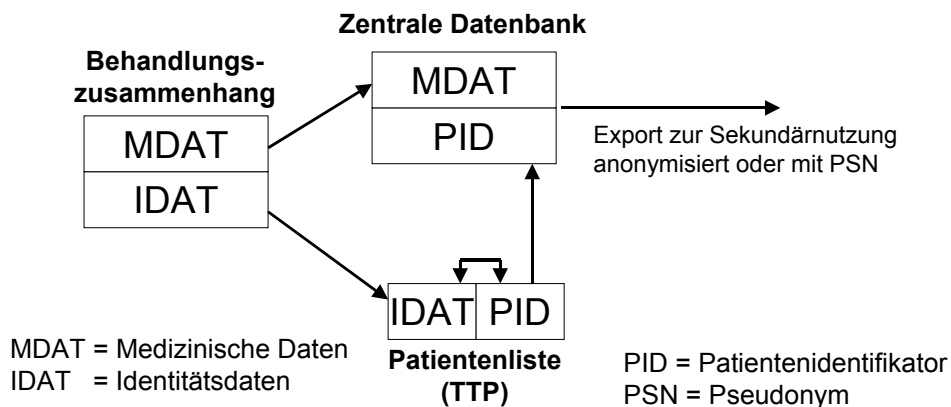 Zentrale Datenbank
Behandlungs-
zusammenhang
MDAT
IDAT
MDAT
PID
Export zur Sekundärnutzung
anonymisiert oder mit PSN
IDAT PID
Patientenliste
(TTP)
MDAT = Medizinische Daten
IDAT = Identitätsdaten
PID = Patientenidentifikator
PSN = Pseudonym